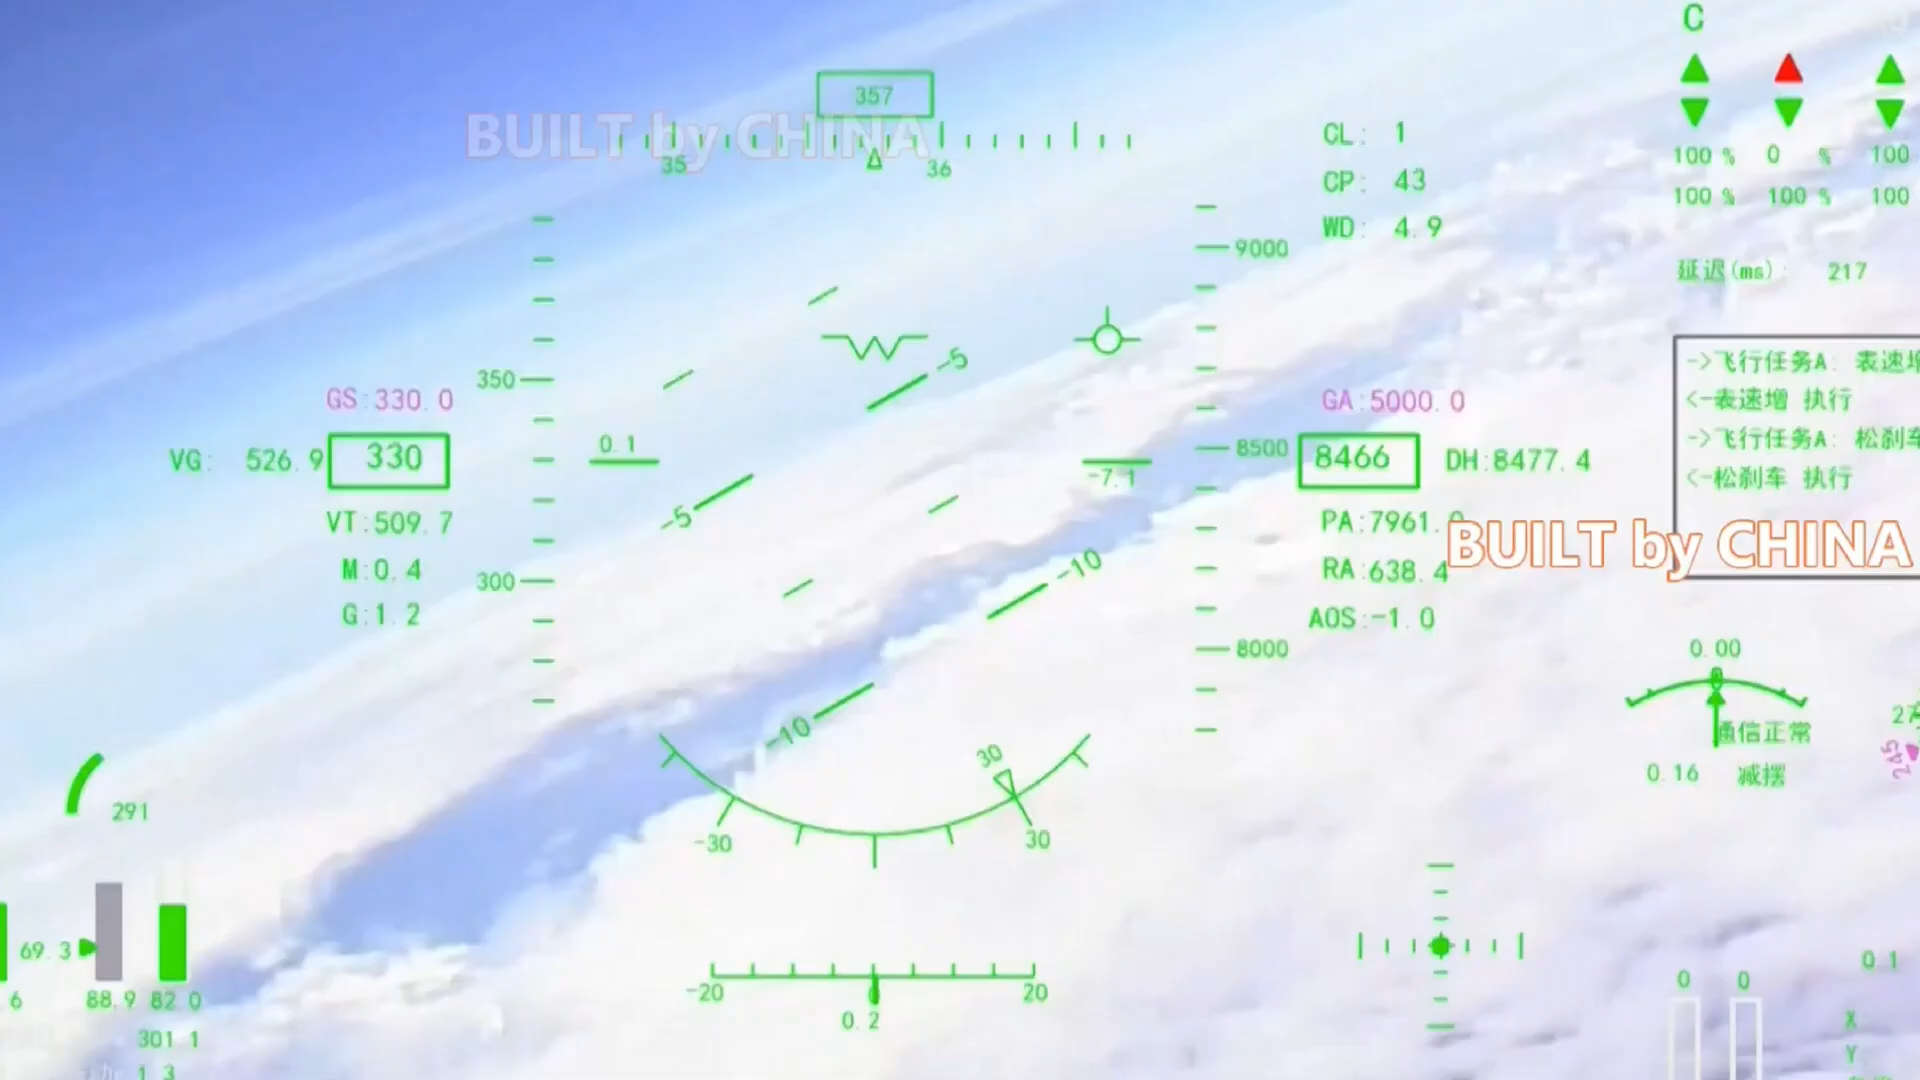 C
357
BUILT by CHINA
35 36
CL: 1
CP: 43
WD: 4.9
100 % 0 % 100
100 % 100 % 100
延迟(ms): 217
9000
-5
350
GS:330.0
GA:5000.0
->飞行任务A: 表速增
<-表速增 执行
->飞行任务A: 松刹车
<-松刹车 执行
VG: 526.9 330
0.1
-7.1
8500 8466 DH:8477.4
-5
VT:509.7
PA:7961.
BUILT by CHINA
M:0.4
300
-10
RA:638.4
G:1.2
AOS:-1.0
8000
0.00
-10
30
通信正常
0.16 减摆
245
291
-30 30
69.3
88.9 82.0
6
-20 0 20
0.2
301.1
1.3
0.1
0 0
X
Y